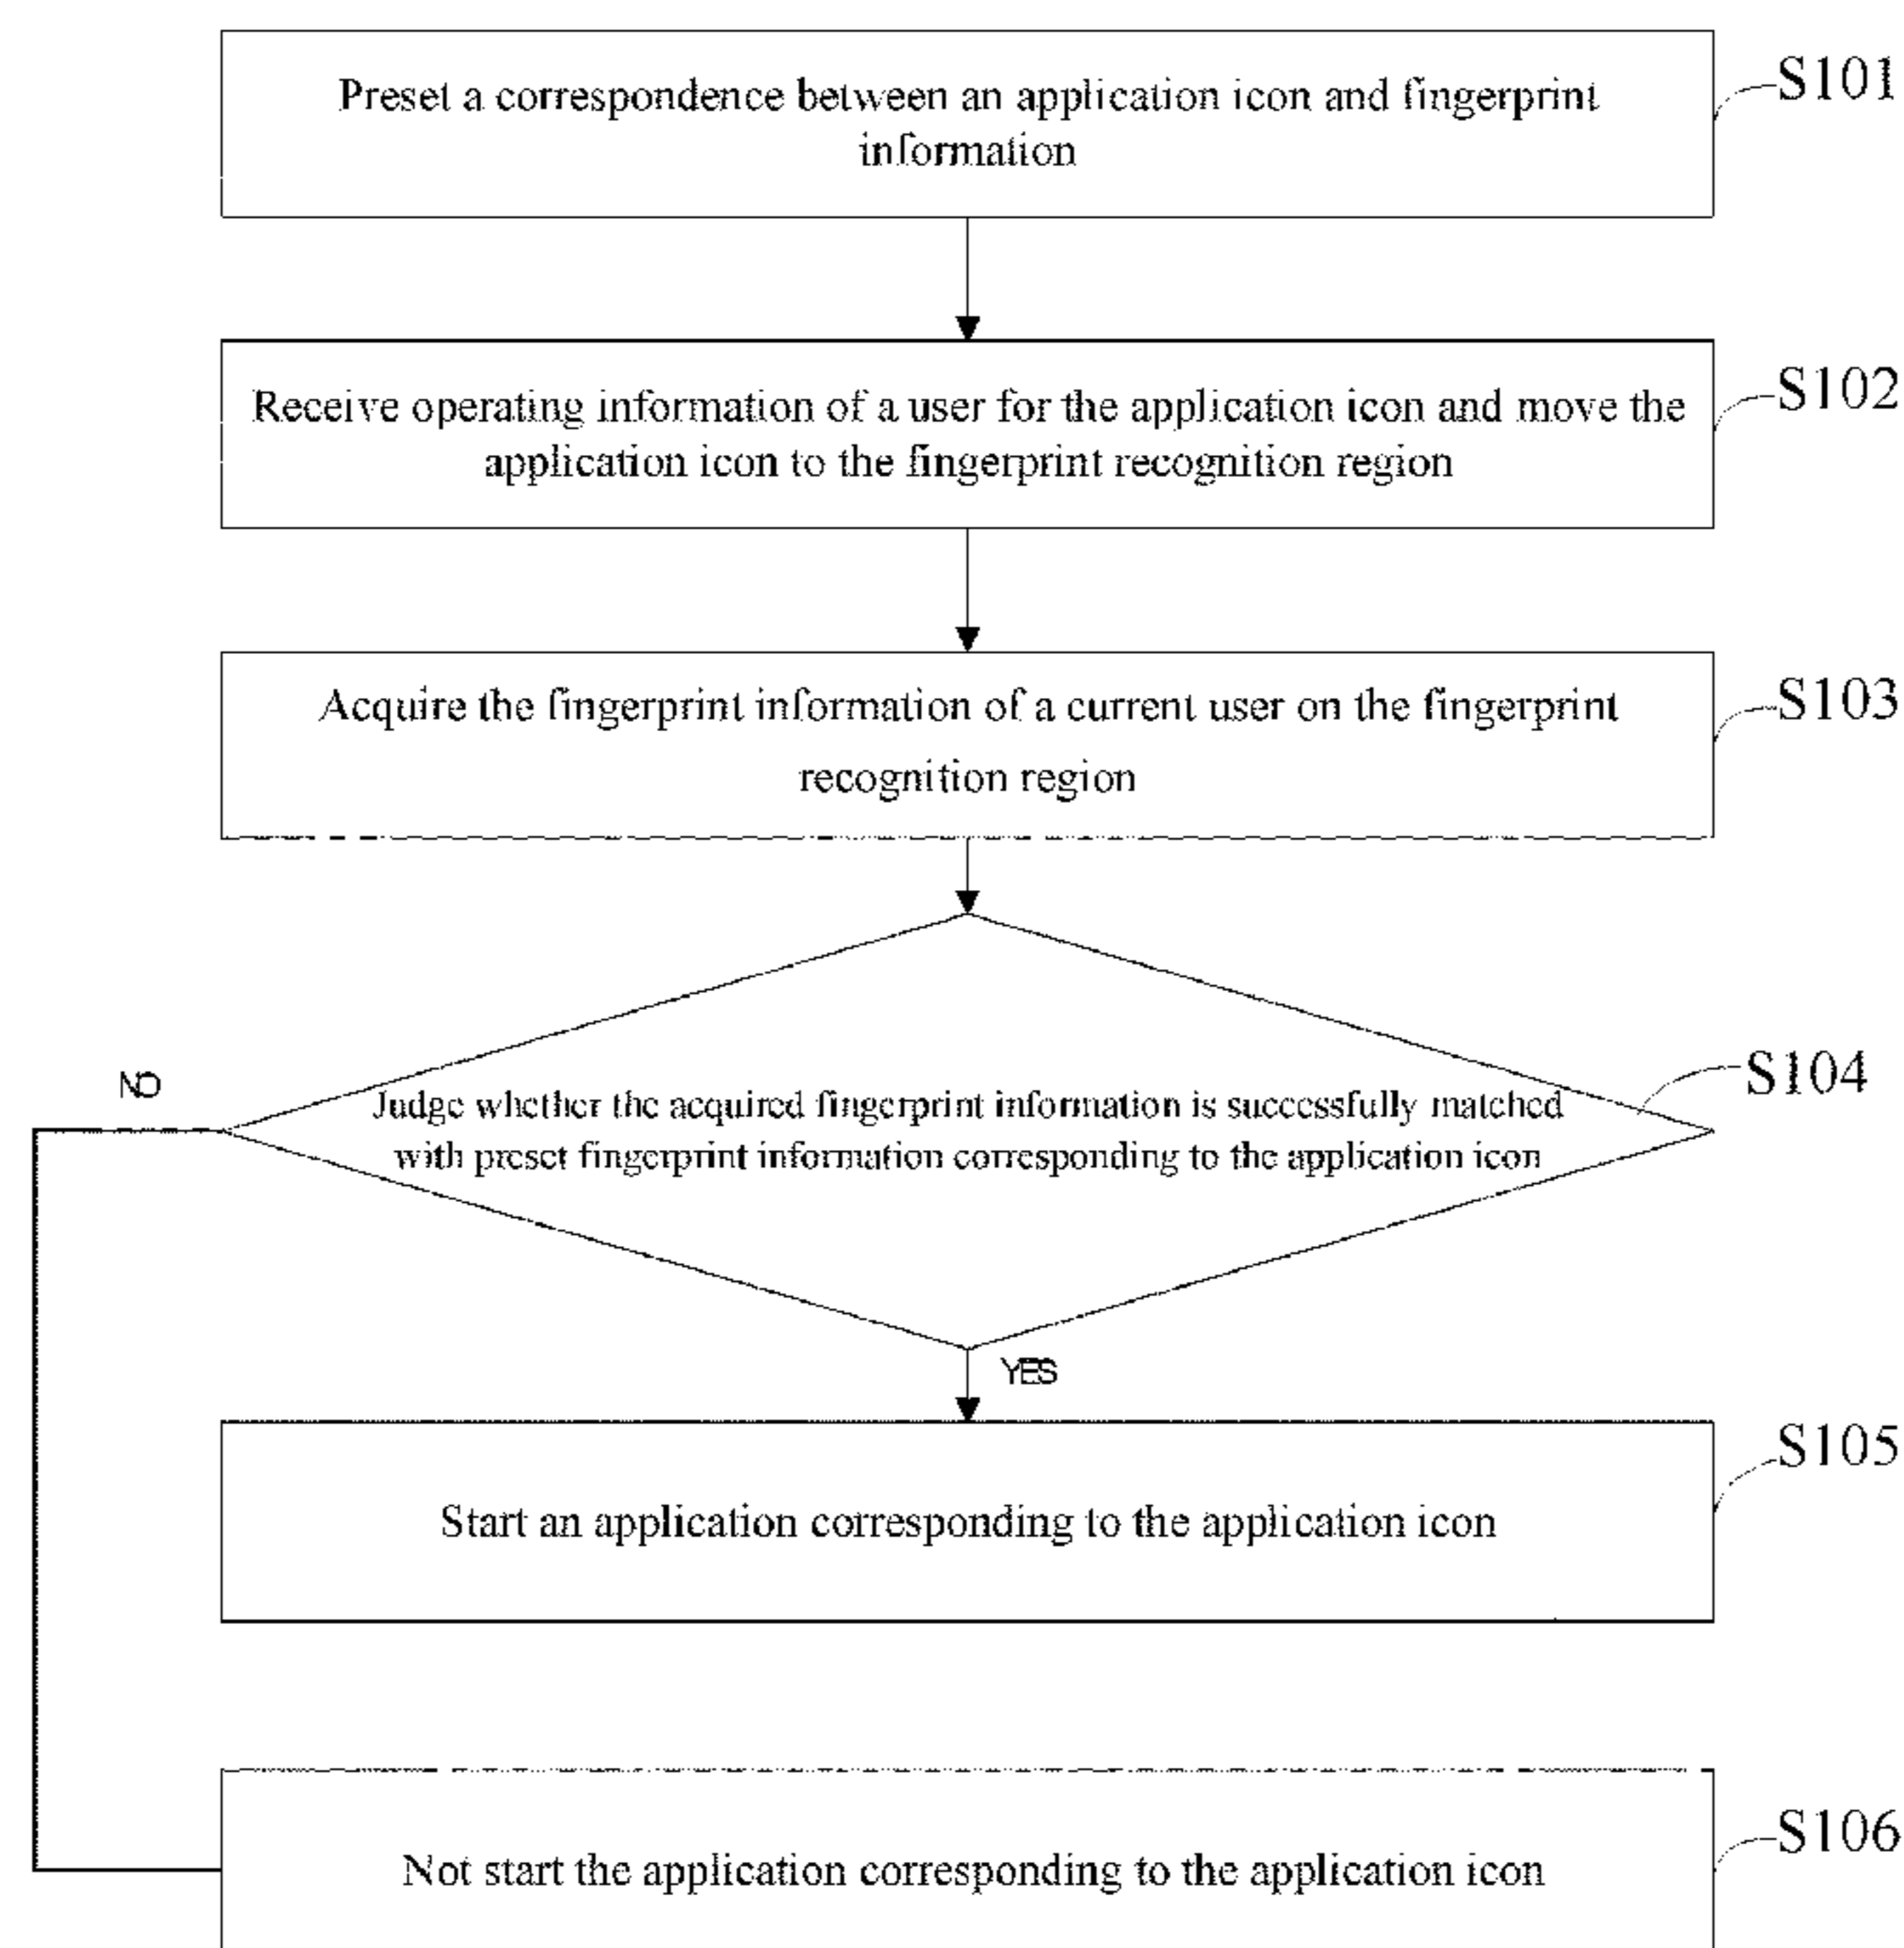 Preset a correspondence between an application icon and fingerprint
information
S101
Receive operating information of a user for the application icon and move the
application icon to the fingerprint recognition region
S102
Acquire the fingerprint information of a current user on the fingerprint
recognition region
S103
NO
Judge whether the acquired fingerprint information is successfully matched
with preset fingerprint information corresponding to the application icon
S104
YES
Start an application corresponding to the application icon
S105
Not start the application corresponding to the application icon
S106